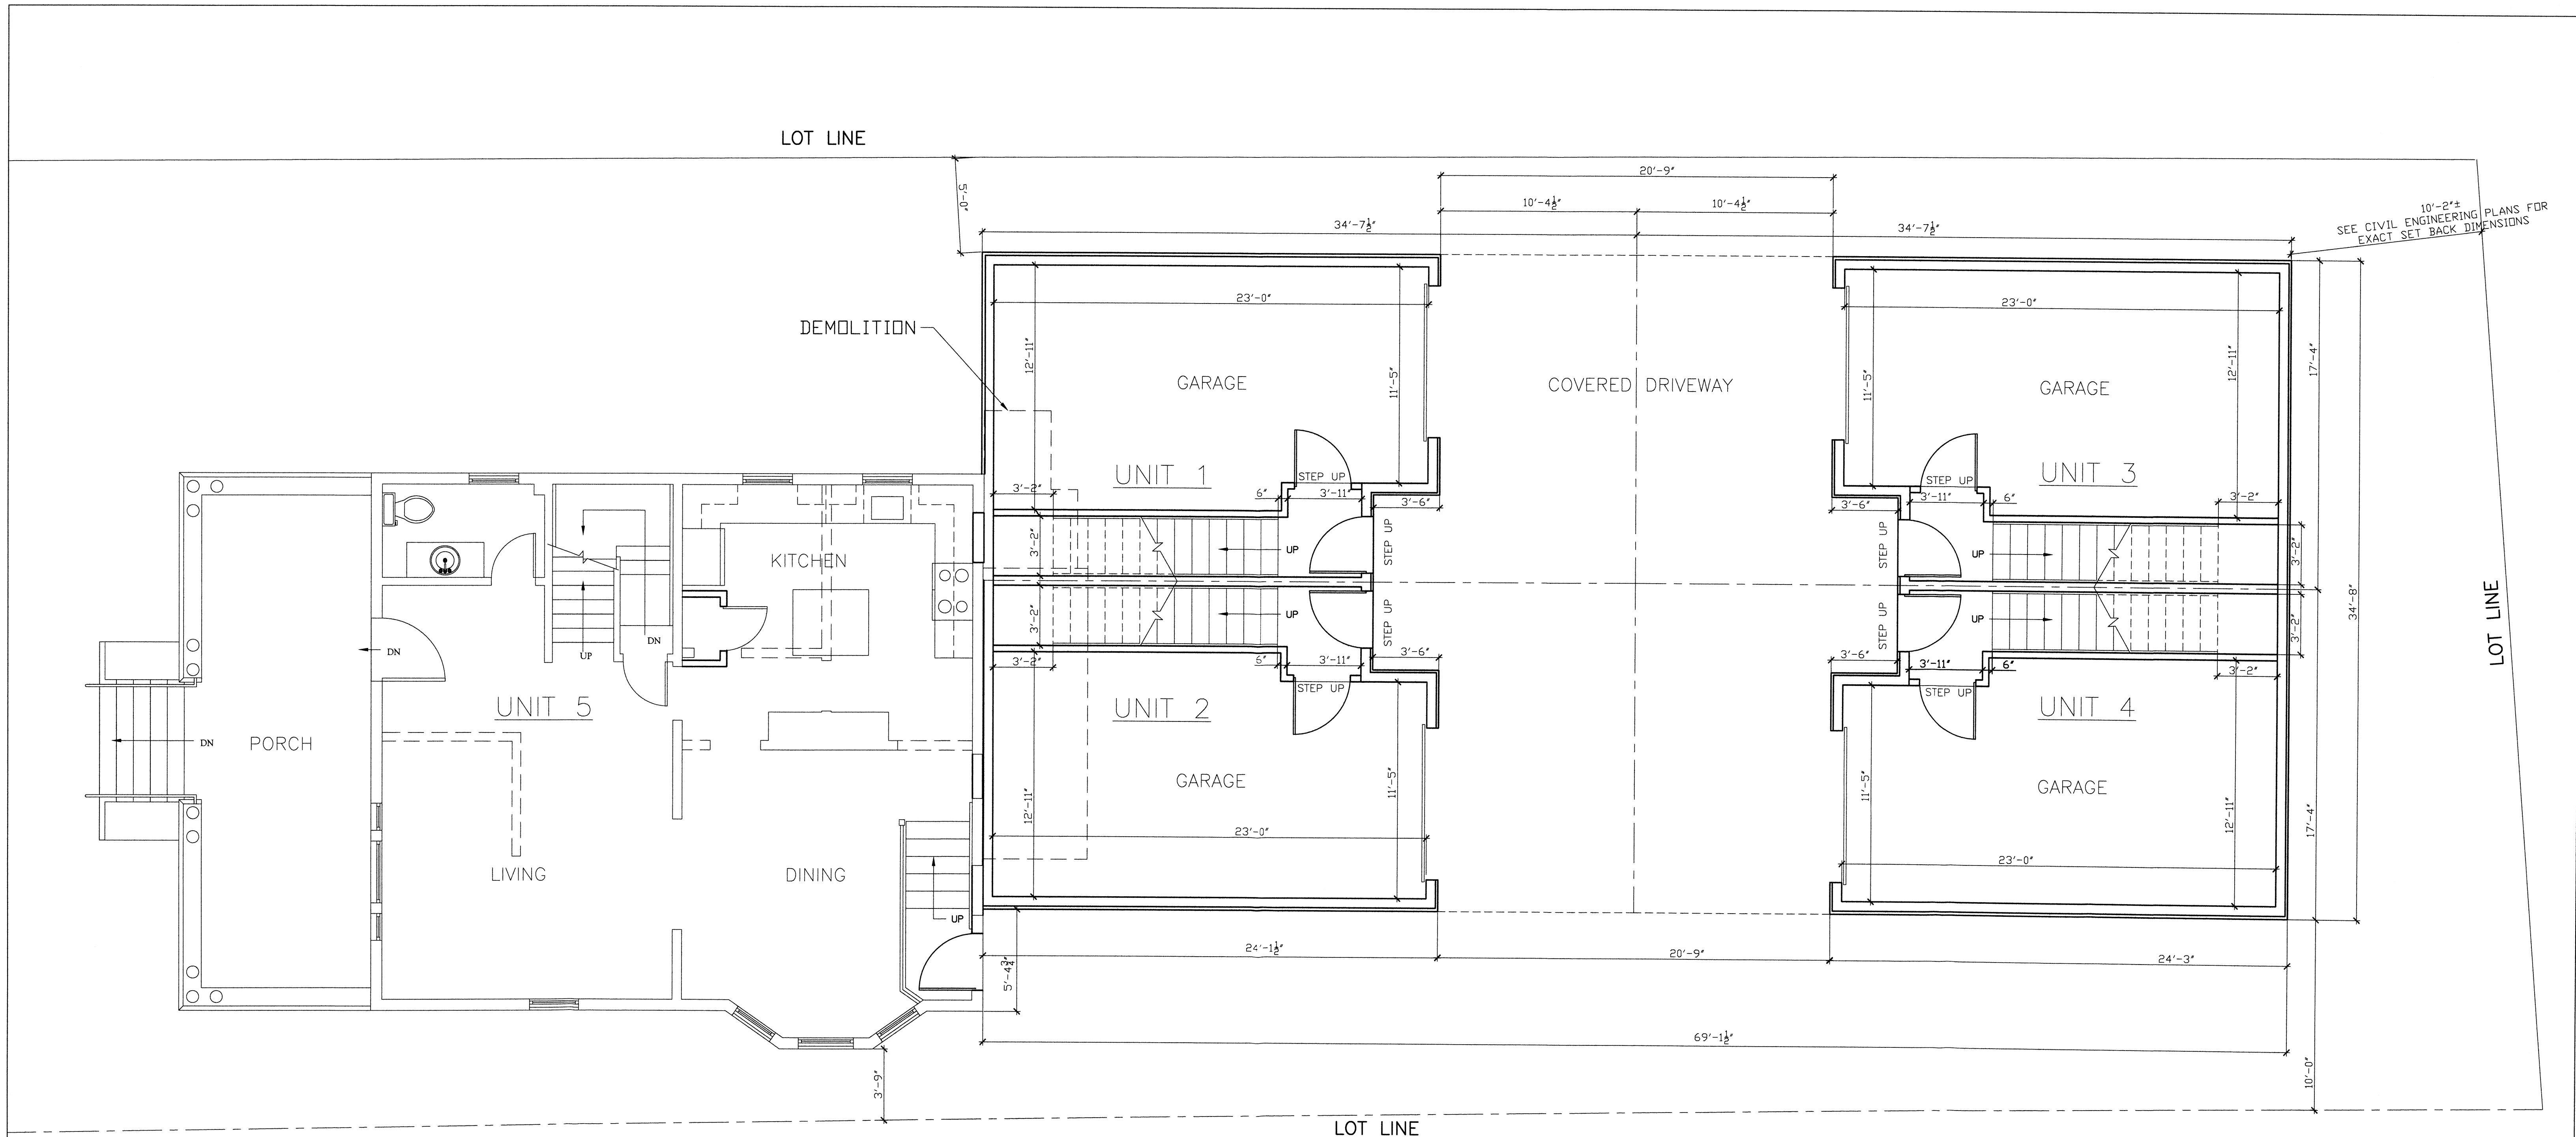 LOT LINE
5'-0"
20'-9"
10'-4½"
10'-4½"
34'-7½"
34'-7½"
10'-2"±
SEE CIVIL ENGINEERING PLANS FOR
EXACT SET BACK DIMENSIONS
23'-0"
23'-0"
DEMOLITION
12'-11"
GARAGE
11'-5"
COVERED DRIVEWAY
11'-5"
GARAGE
12'-11"
17'-4"
UNIT 1
STEP UP
UNIT 3
STEP UP
3'-2"
6"
3'-11"
3'-6"
3'-6"
3'-11"
6"
3'-2"
KITCHEN
3'-2"
UP
STEP UP
STEP UP
UP
3'-2"
34'-8"
LOT LINE
3'-2"
UP
STEP UP
STEP UP
UP
3'-2"
DN
DN
UP
3'-2"
6"
3'-11"
3'-6"
3'-6"
3'-11"
6"
3'-2"
STEP UP
STEP UP
UNIT 5
UNIT 2
UNIT 4
DN
PORCH
GARAGE
11'-5"
11'-5"
GARAGE
12'-11"
12'-11"
17'-4"
23'-0"
23'-0"
LIVING
DINING
UP
24'-1½"
20'-9"
24'-3"
5'-4¾"
69'-1½"
3'-9"
10'-0"
LOT LINE